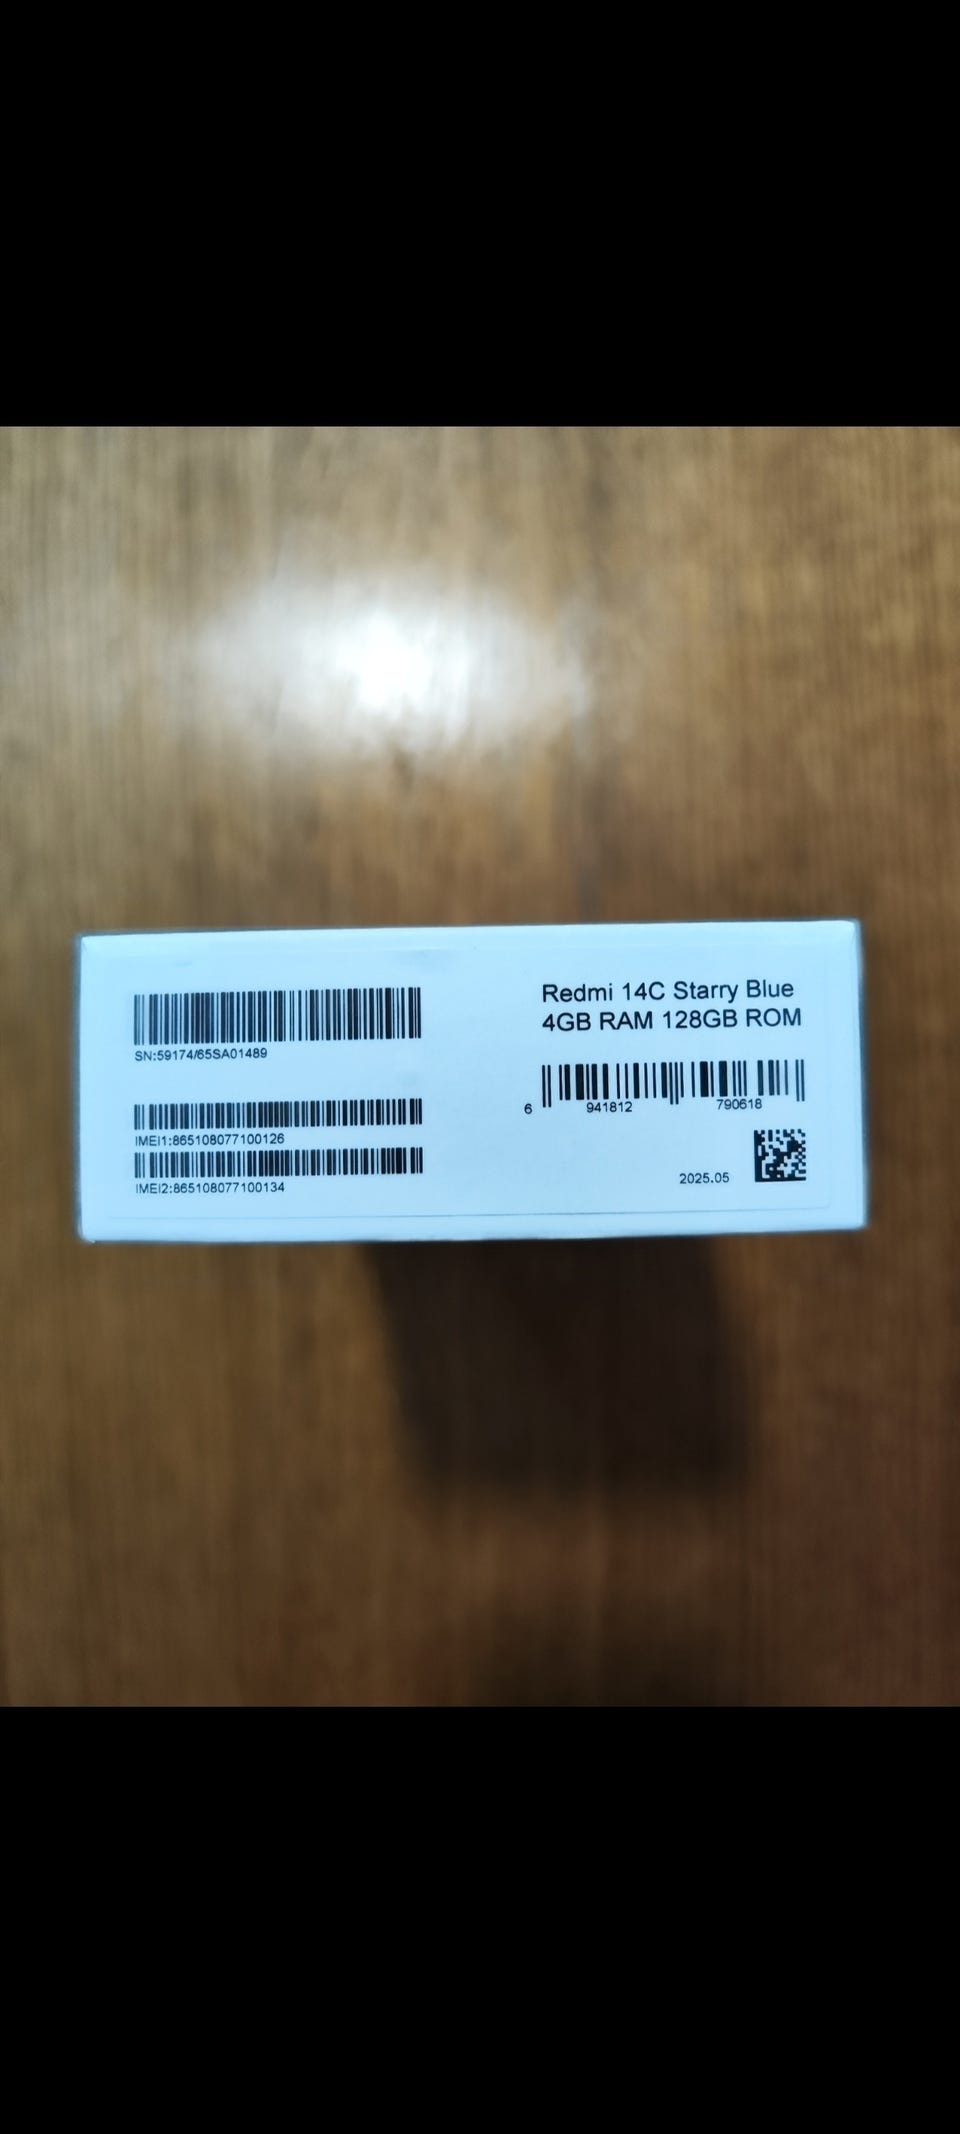 SN:59174/65SA01489
IMEI1:865108077100126
IMEI2:865108077100134
Redmi 14C Starry Blue
4GB RAM 128GB ROM
6 941812 790618
2025.05